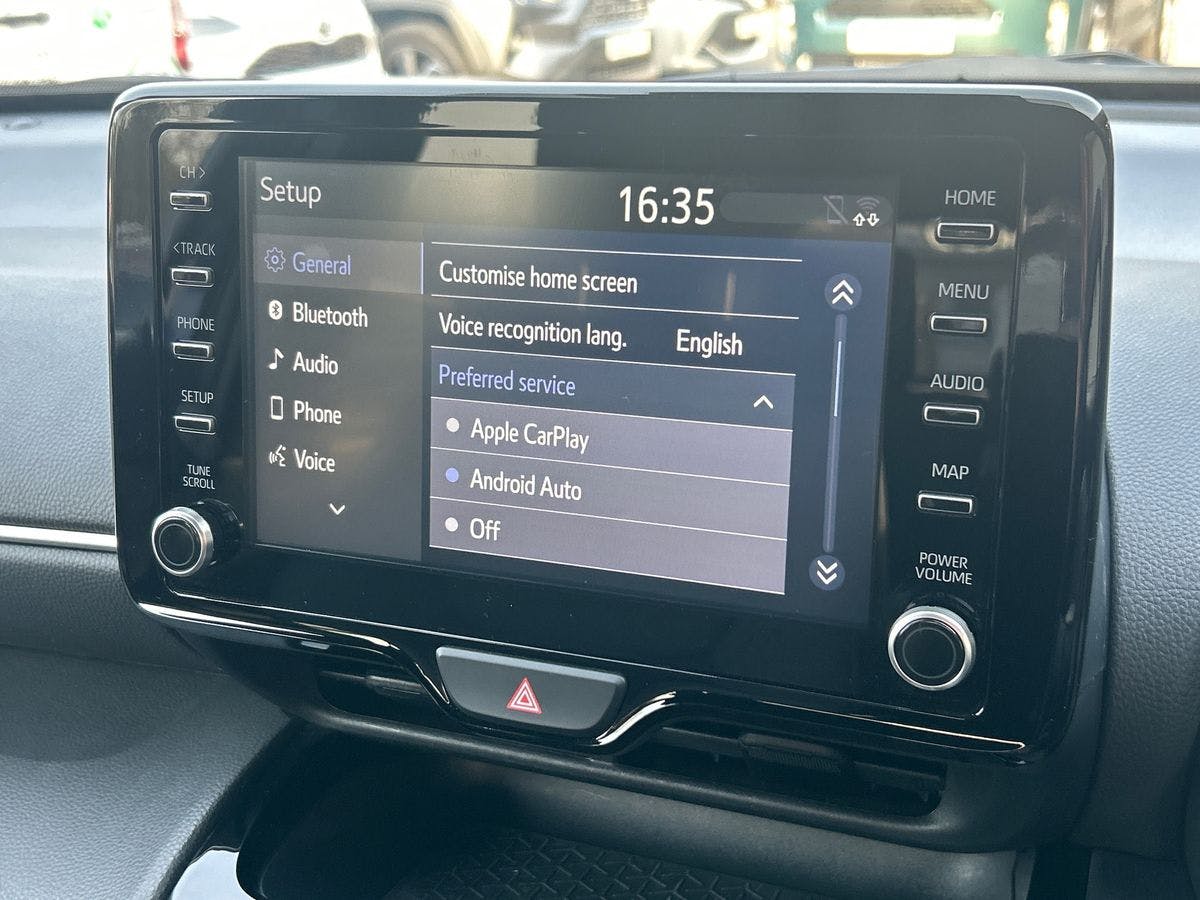 CH >
<TRACK
PHONE
SETUP
TUNE
SCROLL
Setup
16:35
General
Bluetooth
Audio
Phone
Voice
Customise home screen
Voice recognition lang. English
Preferred service
Apple CarPlay
Android Auto
Off
HOME
MENU
AUDIO
MAP
POWER
VOLUME